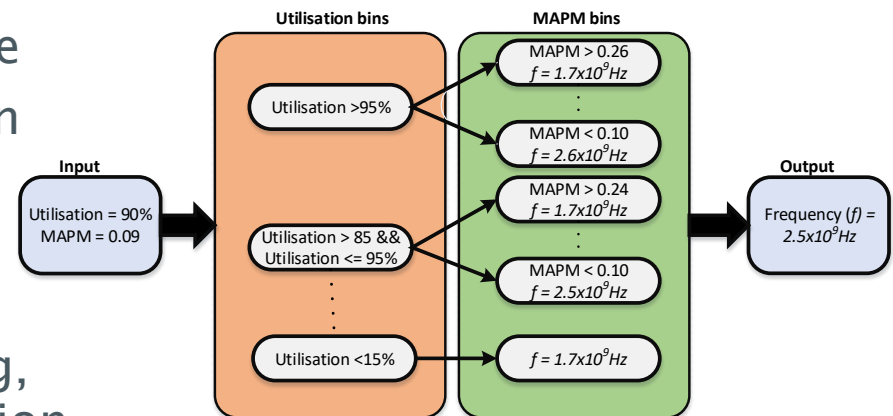 e
n
Input
Utilisation = 90%
MAPM = 0.09
g,
ion
Utilisation bins
Utilisation >95%
Utilisation > 85 &&
Utilisation <= 95%
Utilisation <15%
MAPM bins
MAPM > 0.26
f = 1.7x10⁹Hz
MAPM < 0.10
f = 2.6x10⁹Hz
MAPM > 0.24
f = 1.7x10⁹Hz
MAPM < 0.10
f = 2.5x10⁹Hz
f = 1.7x10⁹Hz
Output
Frequency (f) =
2.5x10⁹Hz